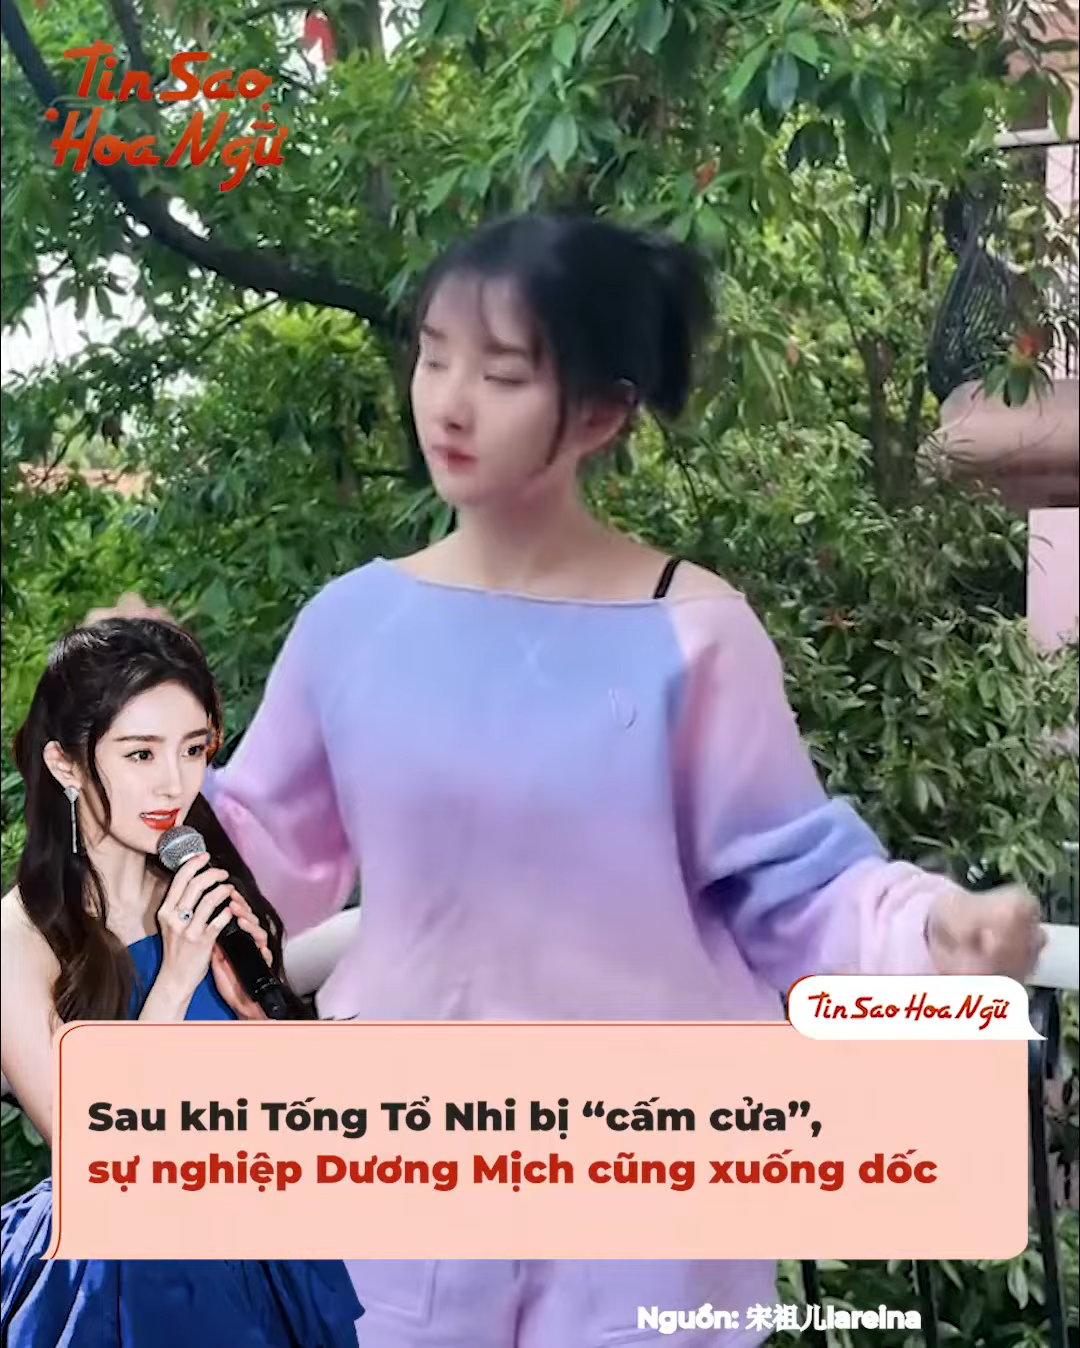 Tin Sao
Hoa Ngữ
Tin Sao Hoa Ngữ
Sau khi Tống Tổ Nhi bị “cấm cửa”,
sự nghiệp Dương Mịch cũng xuống dốc
Nguồn: 宋祖儿lareina